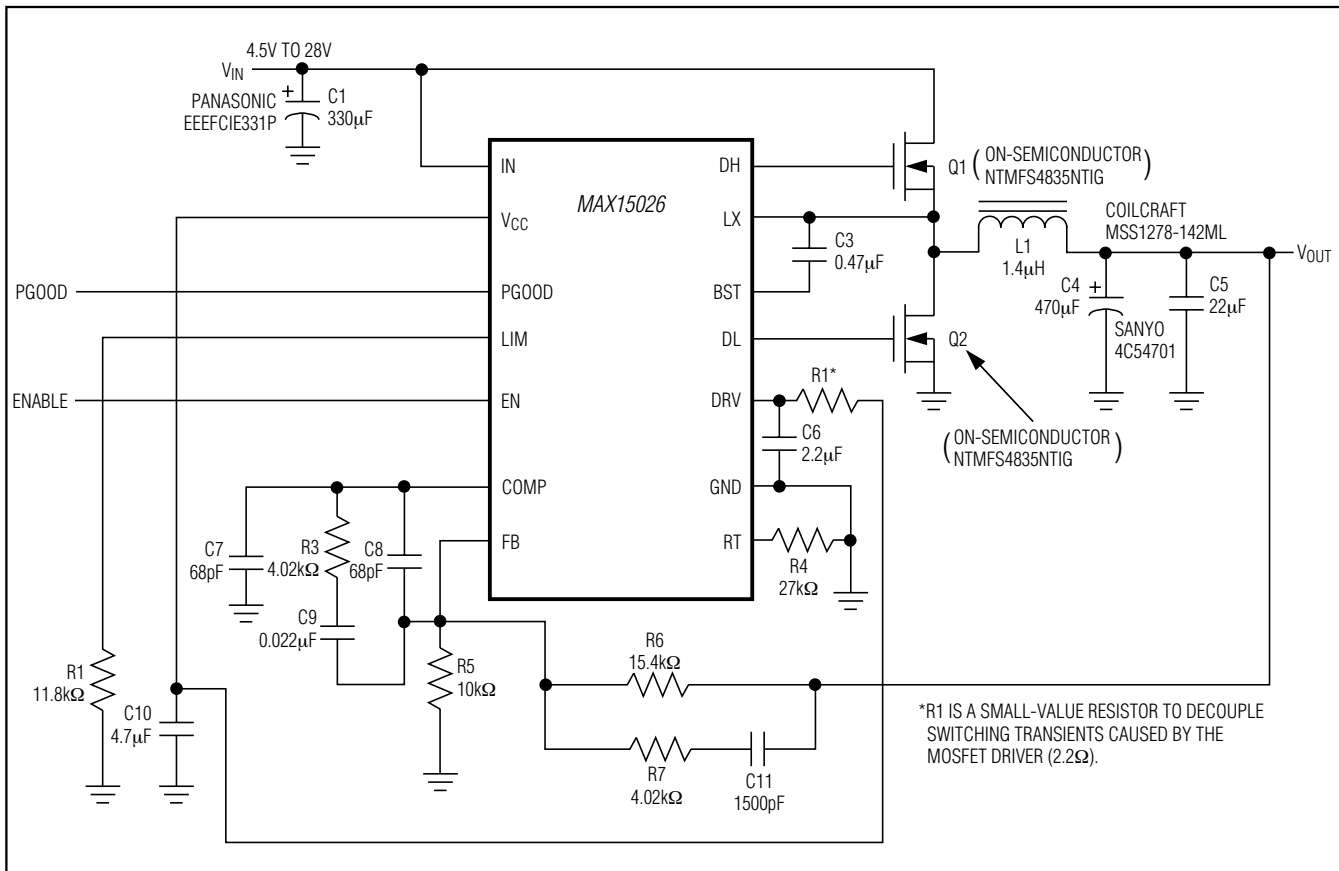 4.5V TO 28V
VIN
PANASONIC
EEEFCIE331P
+
C1
330μF
MAX15026
IN
VCC
PGOOD
LIM
EN
COMP
FB
DH
LX
BST
DL
DRV
GND
RT
PGOOD
ENABLE
Q1
(ON-SEMICONDUCTOR
NTMFS4835NTIG)
C3
0.47μF
L1
1.4μH
COILCRAFT
MSS1278-142ML
VOUT
C4
470μF
+
SANYO
4C54701
C5
22μF
Q2
(ON-SEMICONDUCTOR
NTMFS4835NTIG)
R1*
C6
2.2μF
R4
27kΩ
C7
68pF
R3
4.02kΩ
C8
68pF
C9
0.022μF
R1
11.8kΩ
C10
4.7μF
R5
10kΩ
R6
15.4kΩ
R7
4.02kΩ
C11
1500pF
*R1 IS A SMALL-VALUE RESISTOR TO DECOUPLE
SWITCHING TRANSIENTS CAUSED BY THE
MOSFET DRIVER (2.2Ω).